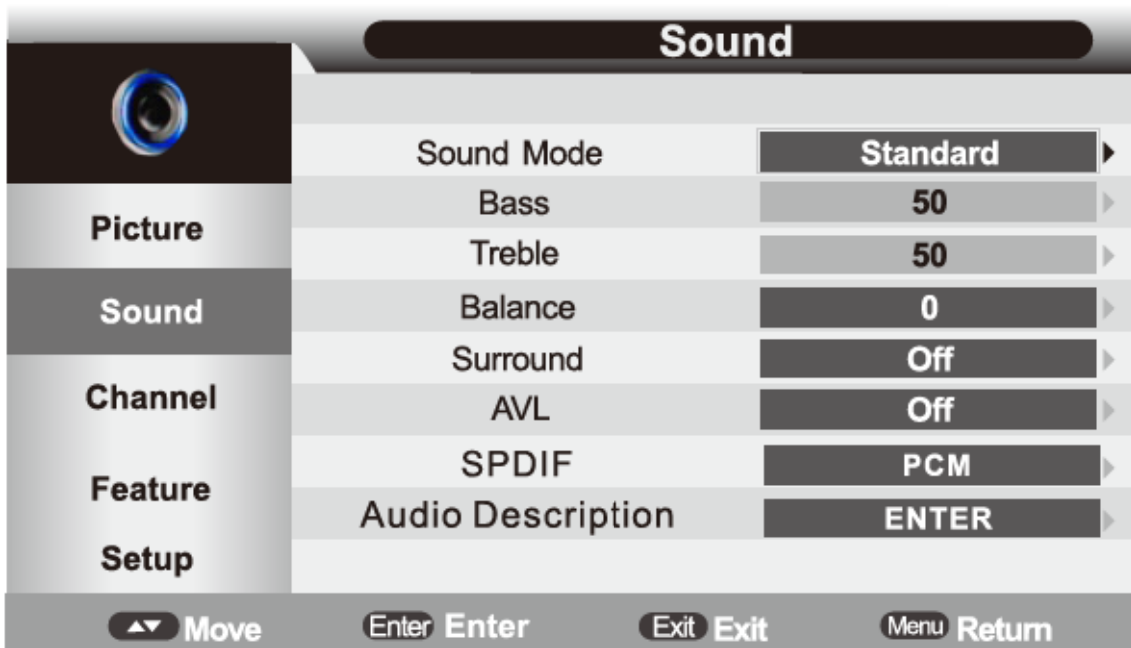 Sound
Picture
Sound
Channel
Feature
Setup
Sound Mode Standard
Bass 50
Treble 50
Balance 0
Surround Off
AVL Off
SPDIF PCM
Audio Description ENTER
Move Enter Enter Exit Exit Menu Return